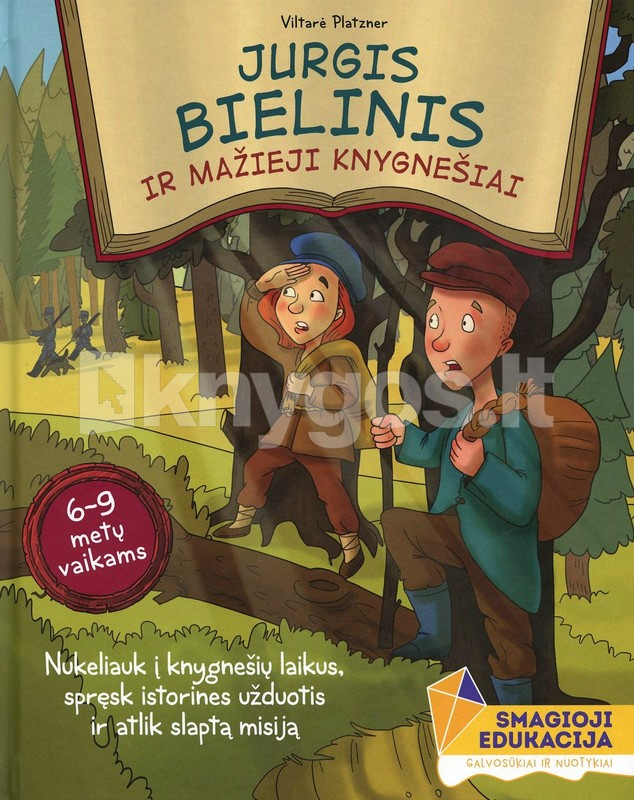 Viltarė Platzner
JURGIS
BIELINIS
IR MAŽIEJI KNYGNEŠIAI
knygos.lt
6-9
metų
vaikams
Nukeliauk į knygnešių laikus,
spręsk istorines užduotis
ir atlik slaptą misiją
SMAGIOJI
EDUKACIJA
GALVOSŪKIAI IR NUOTYKIAI